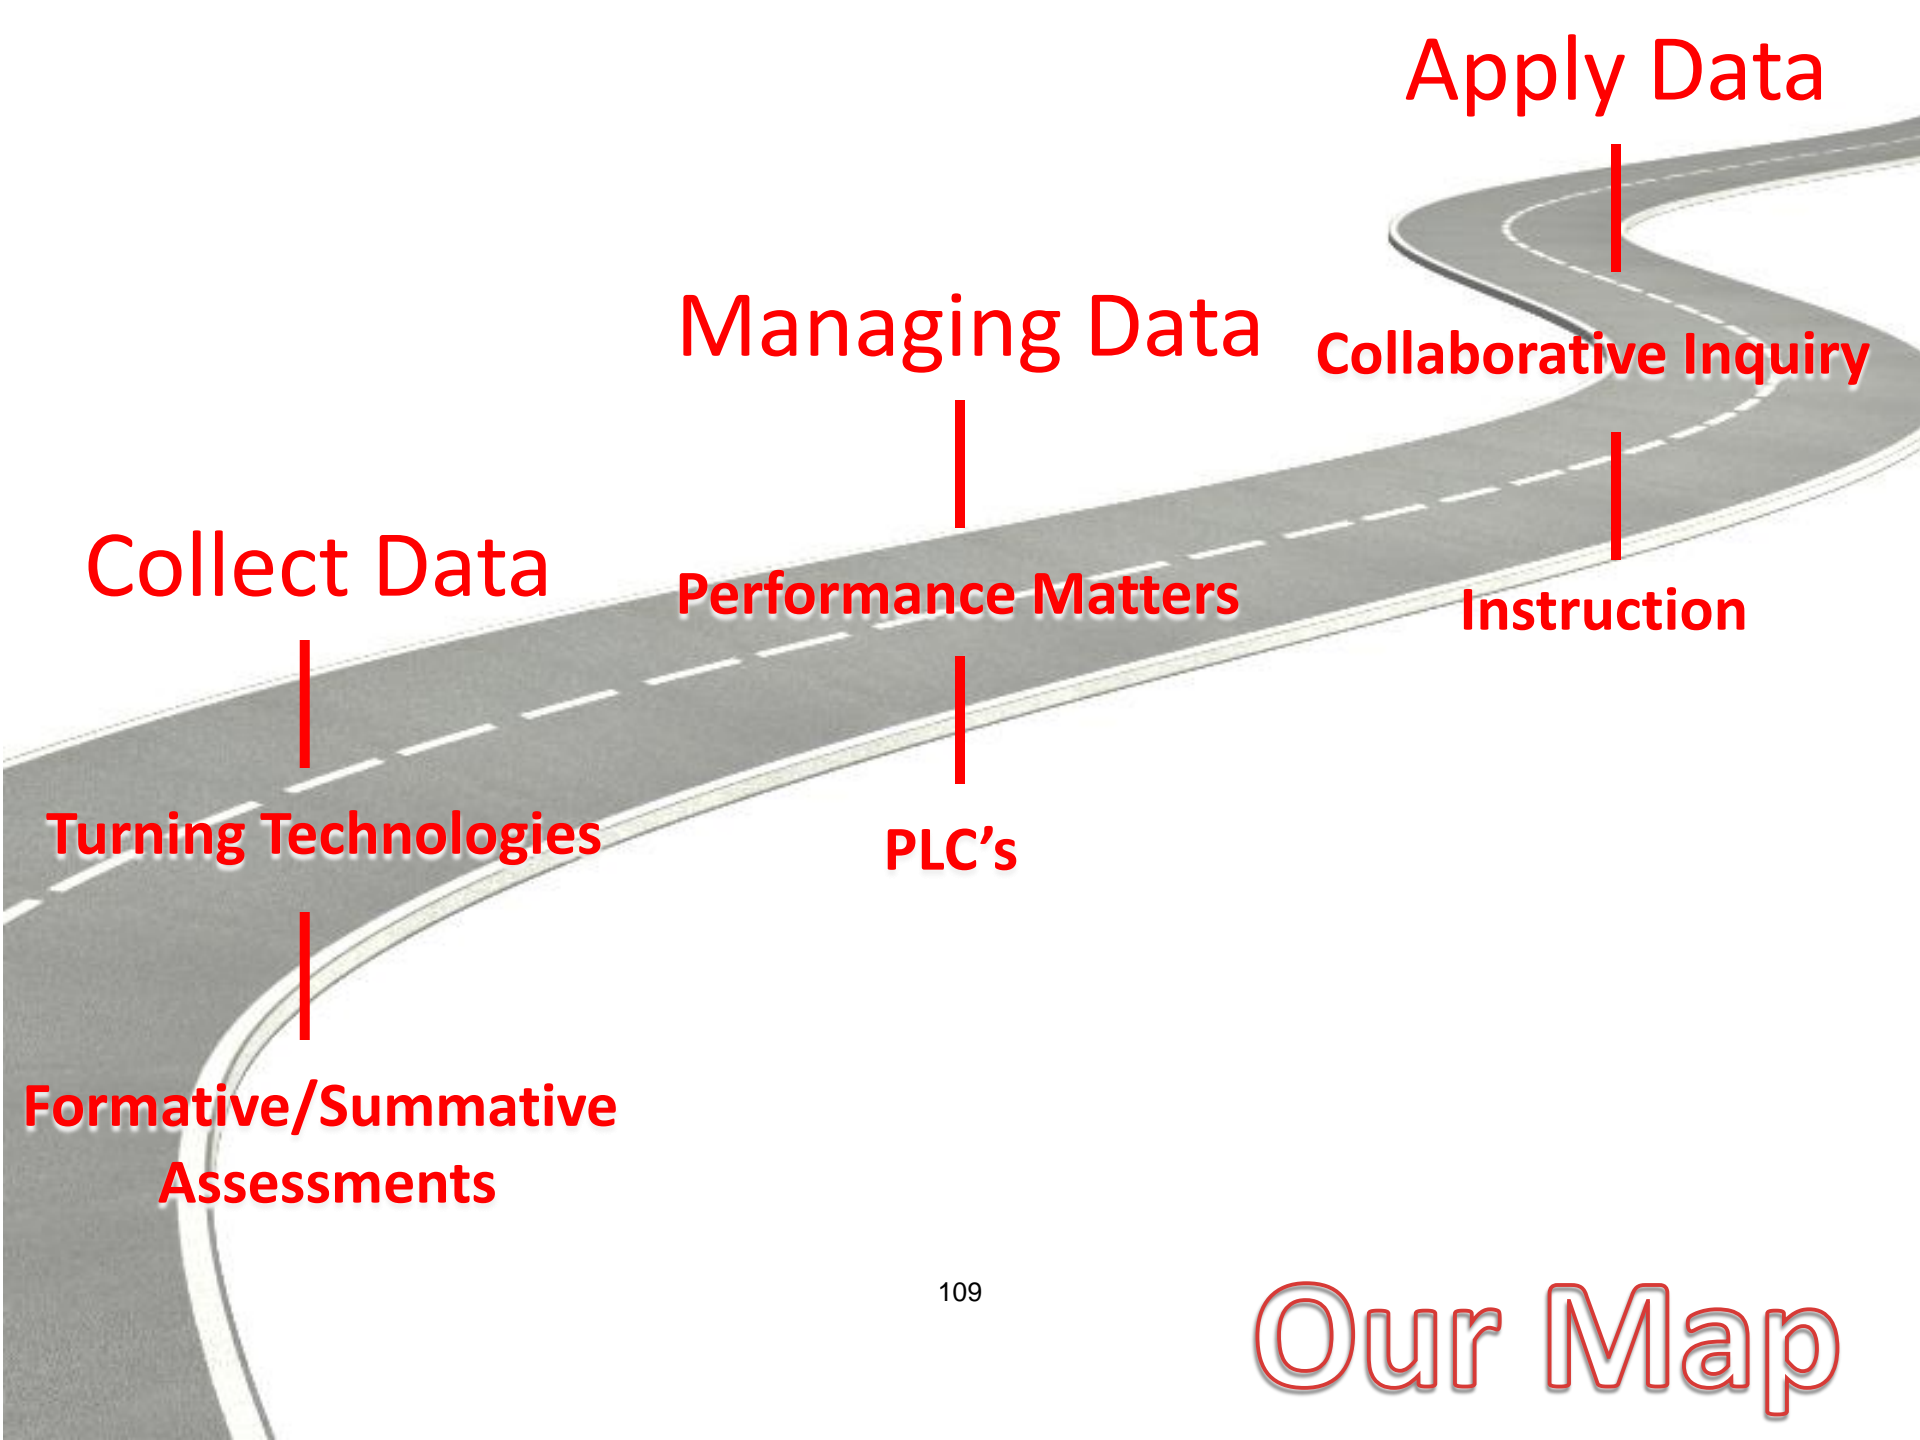 Apply Data
Managing Data
Collaborative Inquiry
Collect Data
Performance Matters
Instruction
Turning Technologies
PLC’s
Formative/Summative
Assessments
109
Our Map